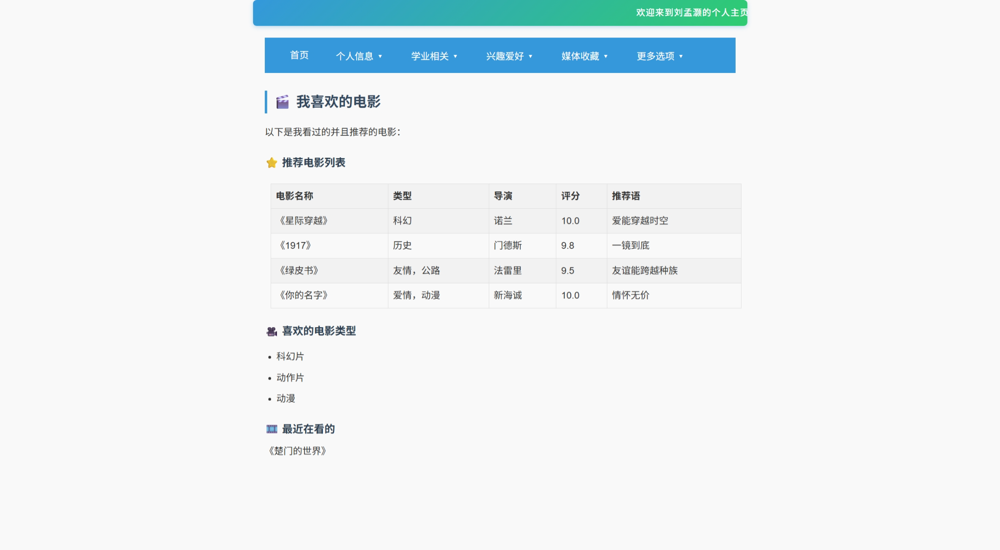 欢迎来到刘孟灏的个人主页
首页 个人信息 ▼ 学业相关 ▼ 兴趣爱好 ▼ 媒体收藏 ▼ 更多选项 ▼
我喜欢的电影
以下是我看过的并且推荐的电影：
推荐电影列表
电影名称 类型 导演 评分 推荐语
《星际穿越》 科幻 诺兰 10.0 爱能穿越时空
《1917》 历史 门德斯 9.8 一镜到底
《绿皮书》 友情，公路 法雷里 9.5 友谊能跨越种族
《你的名字》 爱情，动漫 新海诚 10.0 情怀无价
喜欢的电影类型
• 科幻片
• 动作片
• 动漫
最近在看的
《楚门的世界》